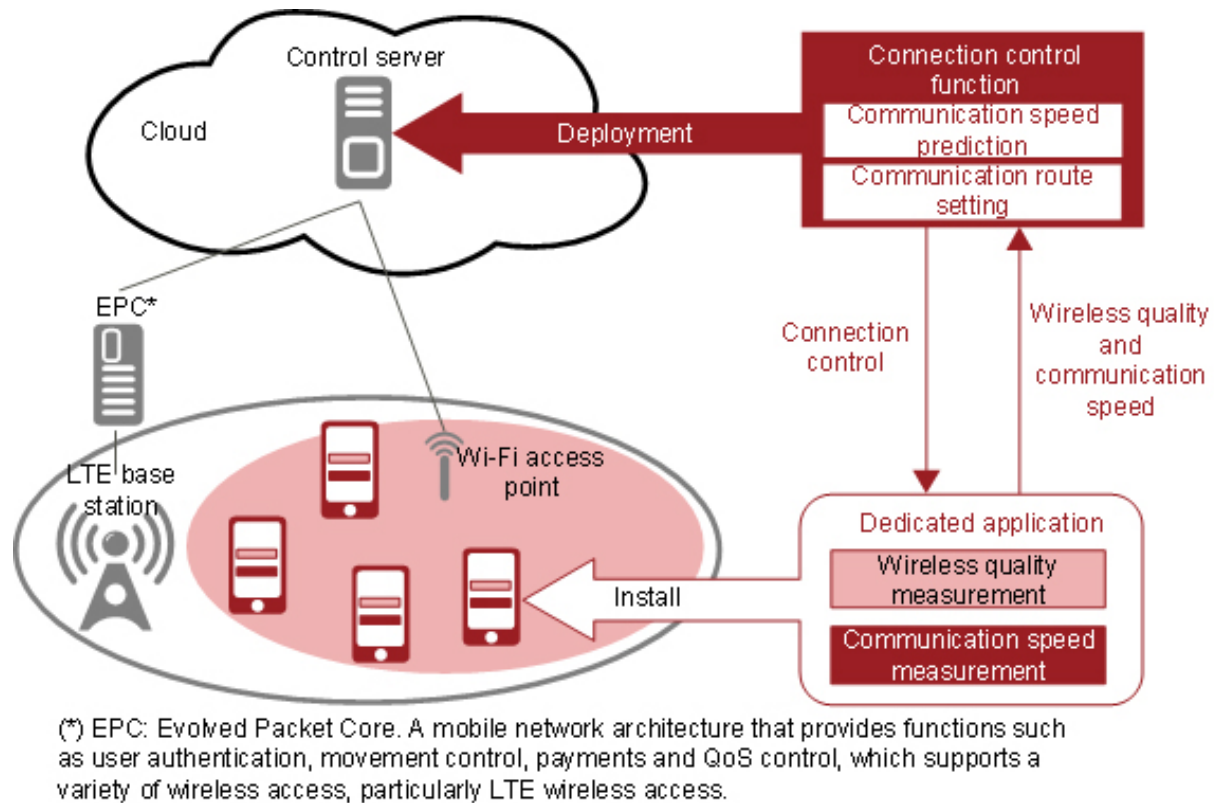 Control server
Cloud
Deployment
Connection control
function
Communication speed
prediction
Communication route
setting
EPC*
Connection
control
Wireless quality
and
communication
speed
LTE base
station
Wi-Fi access
point
Install
Dedicated application
Wireless quality
measurement
Communication speed
measurement
(*) EPC: Evolved Packet Core. A mobile network architecture that provides functions such
as user authentication, movement control, payments and QoS control, which supports a
variety of wireless access, particularly LTE wireless access.